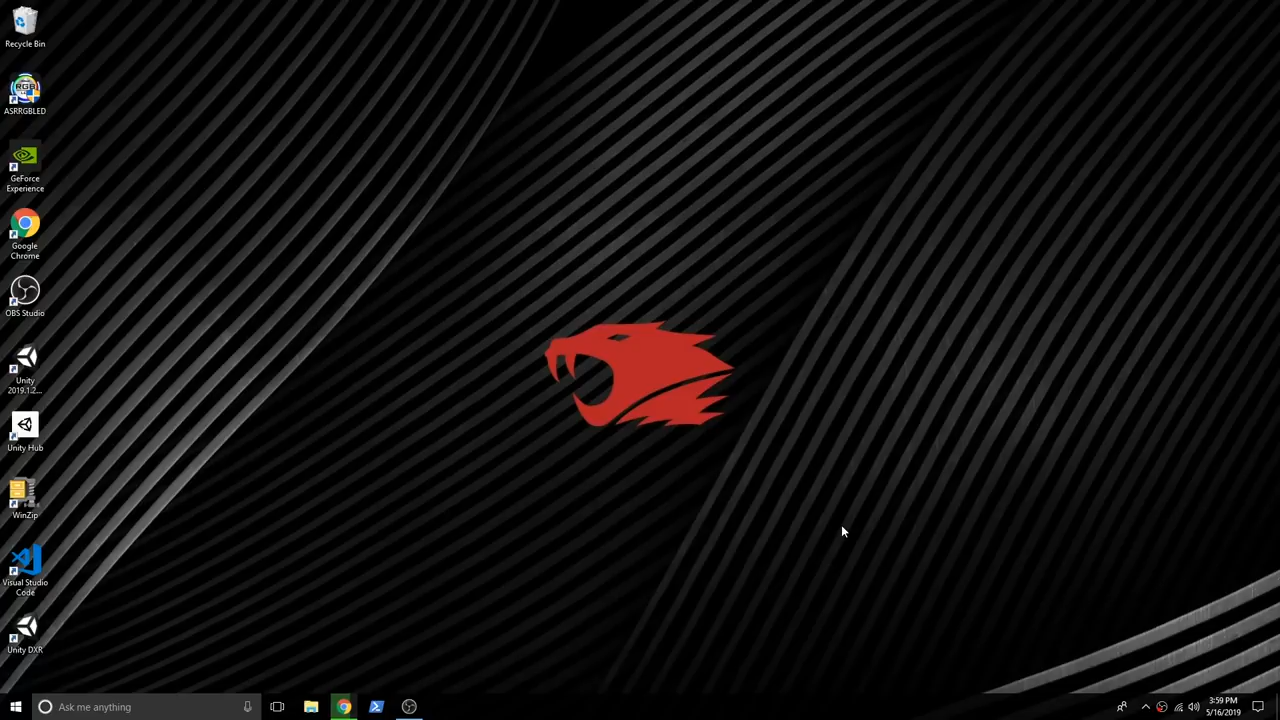 Recycle Bin
RGB
ASRRGBLED
GeForce
Experience
Google
Chrome
OBS Studio
Unity
2019.1.2...
Unity Hub
WinZip
Visual Studio
Code
Unity DXR
Ask me anything
3:59 PM
5/16/2019